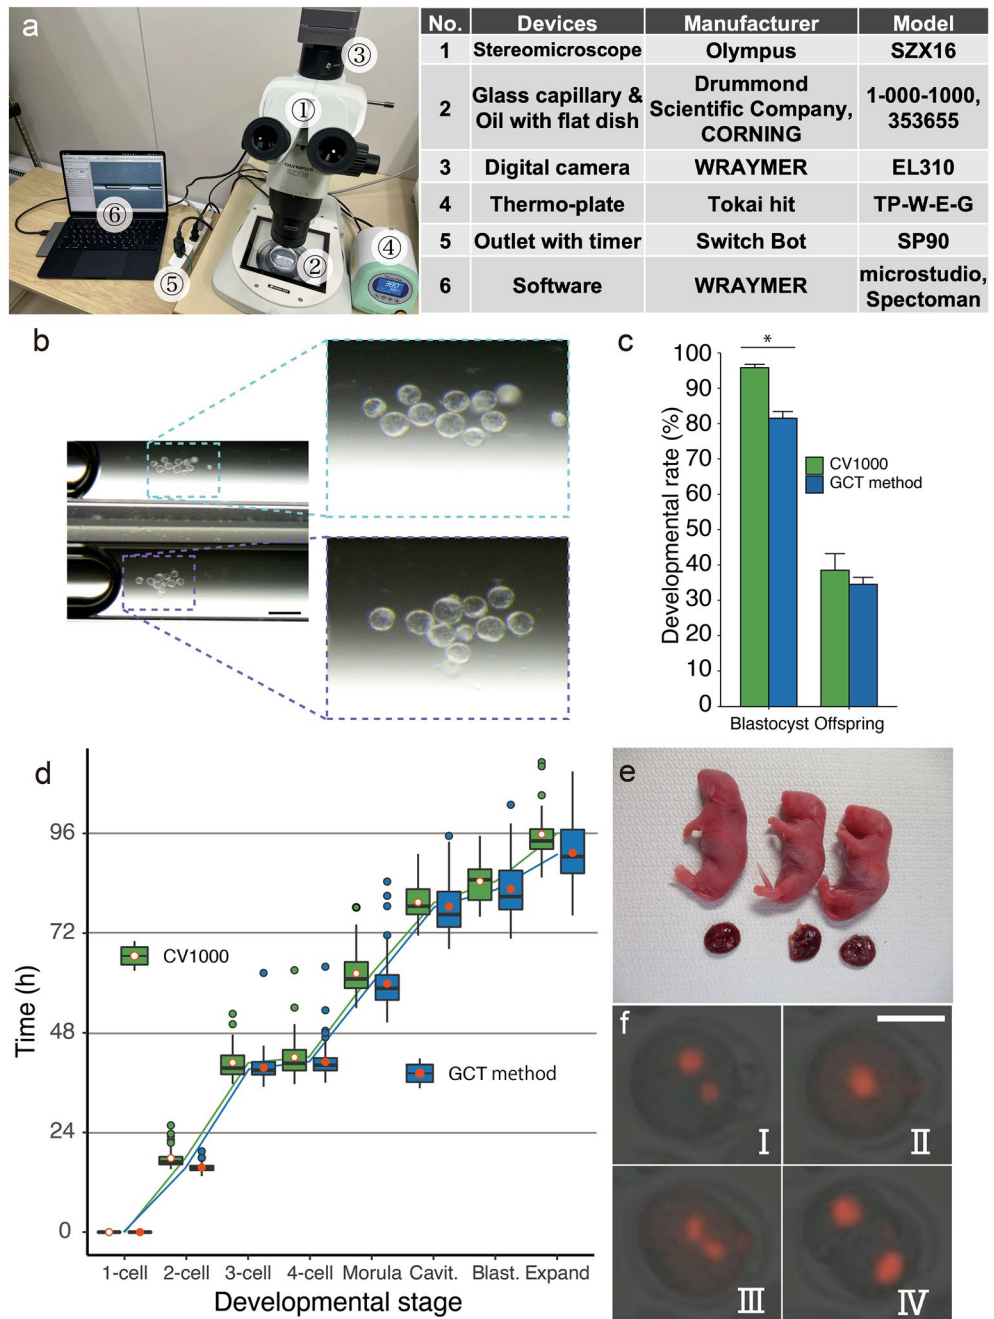 a
③
①
OLYMPUS
⑥
⑤
②
④
No. Devices Manufacturer Model
1 Stereomicroscope Olympus SZX16
2 Glass capillary & Oil with flat dish Drummond Scientific Company, CORNING 1-000-1000, 353655
3 Digital camera WRAYMER EL310
4 Thermo-plate Tokai hit TP-W-E-G
5 Outlet with timer Switch Bot SP90
6 Software WRAYMER microstudio, Spectoman
b
c
*
Developmental rate (%)
100
90
80
70
60
50
40
30
20
10
0
CV1000
GCT method
Blastocyst Offspring
d
Time (h)
96
72
48
24
0
CV1000
GCT method
1-cell 2-cell 3-cell 4-cell Morula Cavit. Blast. Expand
Developmental stage
e
f
I
II
III
IV